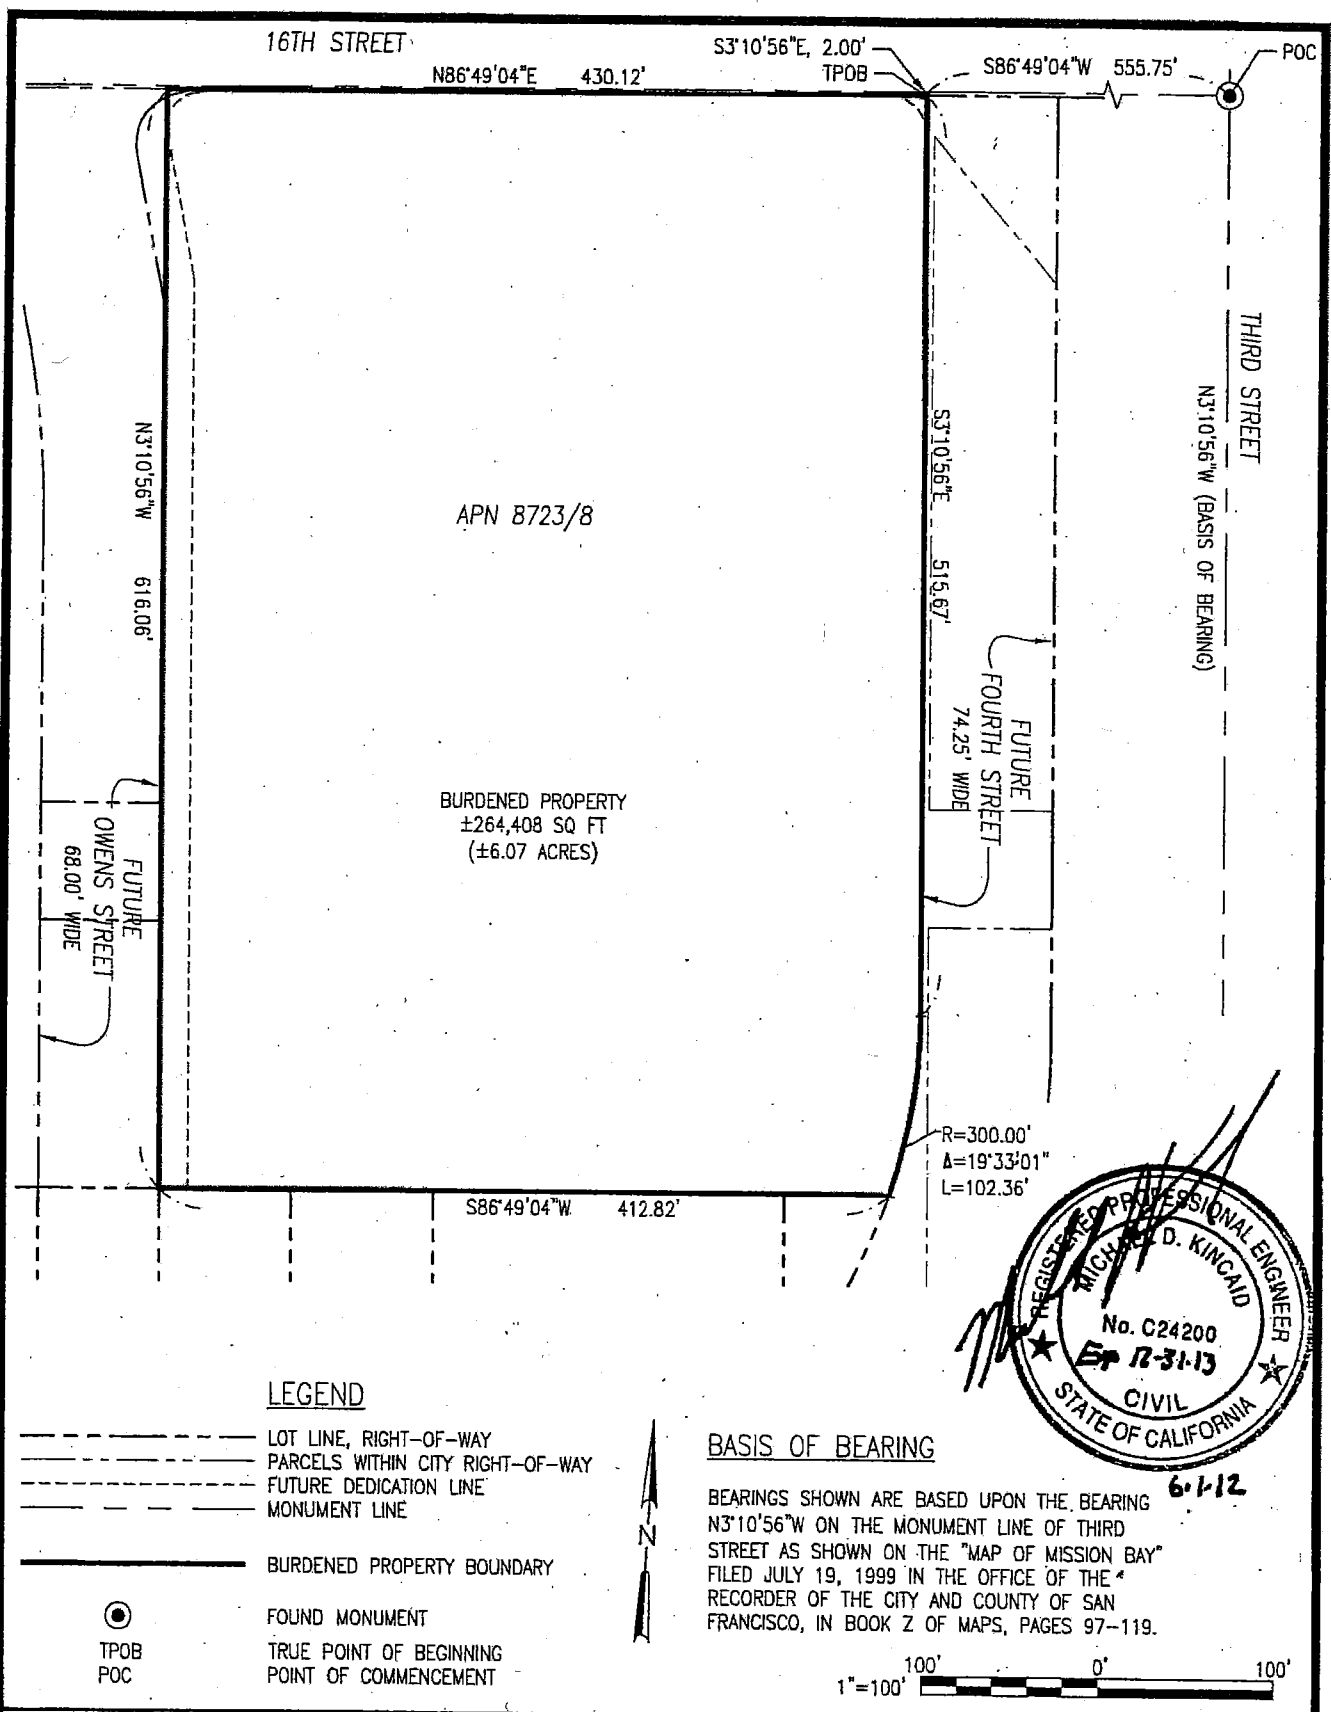 16TH STREET
S3°10'56"E, 2.00'
TPOB
S86°49'04"W 555.75'
POC
N86°49'04"E 430.12'
THIRD STREET
N3°10'56"W (BASIS OF BEARING)
N3°10'56"W 616.06'
S3°10'56"E 515.67'
APN 8723/8
FUTURE
FOURTH STREET
74.25' WIDE
BURDENED PROPERTY
±264,408 SQ FT
(±6.07 ACRES)
FUTURE
OWENS STREET
68.00' WIDE
R=300.00'
Δ=19°33'01"
L=102.36'
S86°49'04"W 412.82'
REGISTERED PROFESSIONAL ENGINEER
MICHAEL D. KINCAID
No. C24200
Exp 12-31-13
CIVIL
STATE OF CALIFORNIA
6-1-12
LEGEND
LOT LINE, RIGHT-OF-WAY
PARCELS WITHIN CITY RIGHT-OF-WAY
FUTURE DEDICATION LINE
MONUMENT LINE
BURDENED PROPERTY BOUNDARY
FOUND MONUMENT
TPOB TRUE POINT OF BEGINNING
POC POINT OF COMMENCEMENT
N
BASIS OF BEARING
BEARINGS SHOWN ARE BASED UPON THE BEARING
N3°10'56"W ON THE MONUMENT LINE OF THIRD
STREET AS SHOWN ON THE "MAP OF MISSION BAY"
FILED JULY 19, 1999 IN THE OFFICE OF THE
RECORDER OF THE CITY AND COUNTY OF SAN
FRANCISCO, IN BOOK Z OF MAPS, PAGES 97-119.
1"=100' 100' 0' 100'